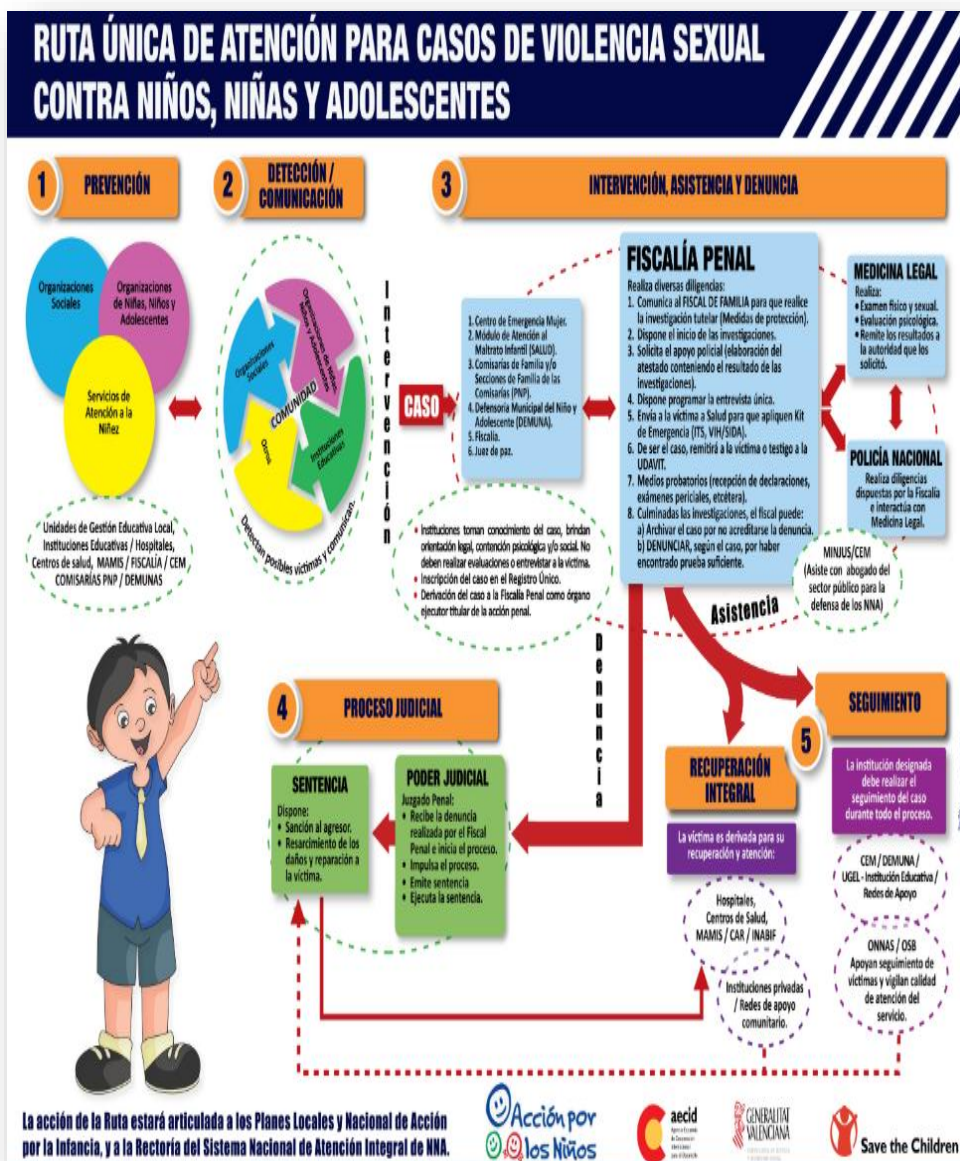 RUTA ÚNICA DE ATENCIÓN PARA CASOS DE VIOLENCIA SEXUAL
CONTRA NIÑOS, NIÑAS Y ADOLESCENTES
1 PREVENCIÓN
Organizaciones
Sociales
Organizaciones
de Niñas, Niños y
Adolescentes
Servicios de
Atención a la
Niñez
Unidades de Gestión Educativa Local,
Instituciones Educativas / Hospitales,
Centros de salud, MAMIS / FISCALÍA / CEM
COMISARÍAS PNP / DEMUNAS
2 DETECCIÓN /
COMUNICACIÓN
Organizaciones
Sociales
Organizaciones de Niñas,
Niños y Adolescentes
COMUNIDAD
Otros
Instituciones
Educativas
Detectan posibles víctimas y comunican.
Intervención
3 INTERVENCIÓN, ASISTENCIA Y DENUNCIA
CASO
1. Centro de Emergencia Mujer.
2. Módulo de Atención al
Maltrato Infantil (SALUD).
3. Comisarías de Familia y/o
Secciones de Familia de las
Comisarías (PNP).
4. Defensoría Municipal del Niño y
Adolescente (DEMUNA).
5. Fiscalía.
6. Juez de paz.
• Instituciones toman conocimiento del caso, brindan
orientación legal, contención psicológica y/o social. No
deben realizar evaluaciones o entrevistar a la víctima.
• Inscripción del caso en el Registro Único.
• Derivación del caso a la Fiscalía Penal como órgano
ejecutor titular de la acción penal.
FISCALÍA PENAL
Realiza diversas diligencias:
1. Comunica al FISCAL DE FAMILIA para que realice
la investigación tutelar (Medidas de protección).
2. Dispone el inicio de las investigaciones.
3. Solicita el apoyo policial (elaboración del
atestado conteniendo el resultado de las
investigaciones).
4. Dispone programar la entrevista única.
5. Envía a la víctima a Salud para que apliquen Kit
de Emergencia (ITS, VIH/SIDA).
6. De ser el caso, remitirá a la víctima o testigo a la
UDAVIT.
7. Medios probatorios (recepción de declaraciones,
exámenes periciales, etcétera).
8. Culminadas las investigaciones, el fiscal puede:
a) Archivar el caso por no acreditarse la denuncia.
b) DENUNCIAR, según el caso, por haber
encontrado prueba suficiente.
MEDICINA LEGAL
Realiza:
• Examen físico y sexual.
• Evaluación psicológica.
• Remite los resultados a
la autoridad que los
solicitó.
POLICÍA NACIONAL
Realiza diligencias
dispuestas por la Fiscalía
e interactúa con
Medicina Legal.
MINJUS/CEM
(Asiste con abogado del
sector público para la
defensa de los NNA)
Asistencia
Denuncia
4 PROCESO JUDICIAL
SENTENCIA
Dispone:
• Sanción al agresor.
• Resarcimiento de los
daños y reparación a
la víctima.
PODER JUDICIAL
Juzgado Penal:
• Recibe la denuncia
realizada por el Fiscal
Penal e inicia el proceso.
• Impulsa el proceso.
• Emite sentencia
• Ejecuta la sentencia.
RECUPERACIÓN
INTEGRAL
La víctima es derivada para su
recuperación y atención:
Hospitales,
Centros de Salud,
MAMIS / CAR / INABIF
Instituciones privadas
/ Redes de apoyo
comunitario.
5 SEGUIMIENTO
La institución designada
debe realizar el
seguimiento del caso
durante todo el proceso.
CEM / DEMUNA /
UGEL - Institución Educativa /
Redes de Apoyo
ONNAS / OSB
Apoyan seguimiento de
víctimas y vigilan calidad
de atención del
servicio.
La acción de la Ruta estará articulada a los Planes Locales y Nacional de Acción
por la Infancia, y a la Rectoría del Sistema Nacional de Atención Integral de NNA.
Acción por
los Niños
aecid
GENERALITAT
VALENCIANA
Save the Children